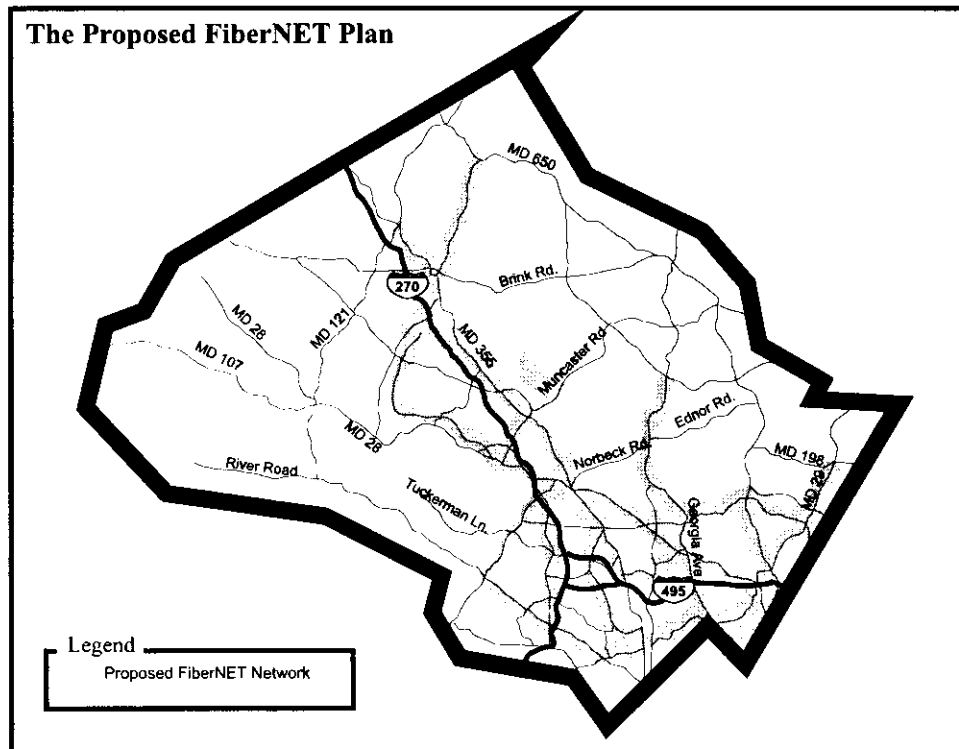 The Proposed FiberNET Plan
MD 650
Brink Rd.
270
MD 28
MD 121
MD 355
MD 107
Muncaster Rd
Ednor Rd.
MD 28
Norbeck Rd.
MD 198
River Road
MD 29
Tuckerman Ln.
Georgia Ave
495
Legend
Proposed FiberNET Network